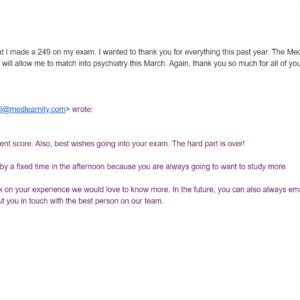 t I made a 249 on my exam. I wanted to thank you for everything this past year. The Med
will allow me to match into psychiatry this March. Again, thank you so much for all of you
@medlearnity.com> wrote:
ent score. Also, best wishes going into your exam. The hard part is over!
by a fixed time in the afternoon because you are always going to want to study more.
k on your experience we would love to know more. In the future, you can also always ema
ut you in touch with the best person on our team.